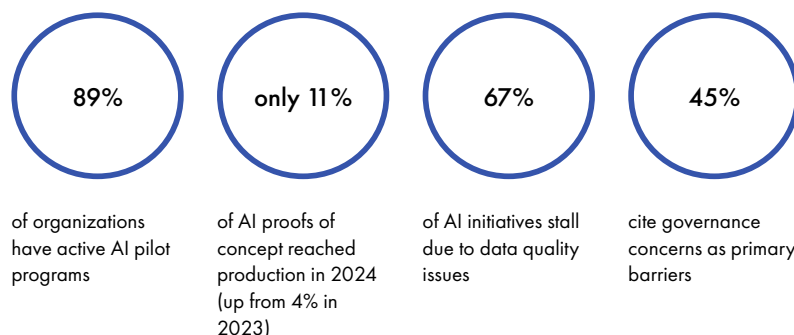 89%
of organizations
have active AI pilot
programs
only 11%
of AI proofs of
concept reached
production in 2024
(up from 4% in
2023)
67%
of AI initiatives stall
due to data quality
issues
45%
cite governance
concerns as primary
barriers